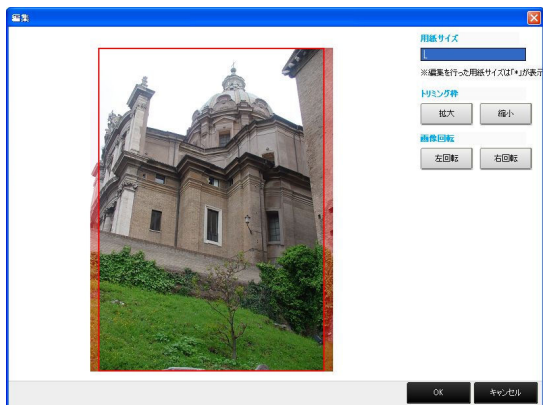 編集
用紙サイズ
L
※編集を行った用紙サイズは「*」が表示
トリミング枠
拡大
縮小
画像回転
左回転
右回転
OK
キャンセル